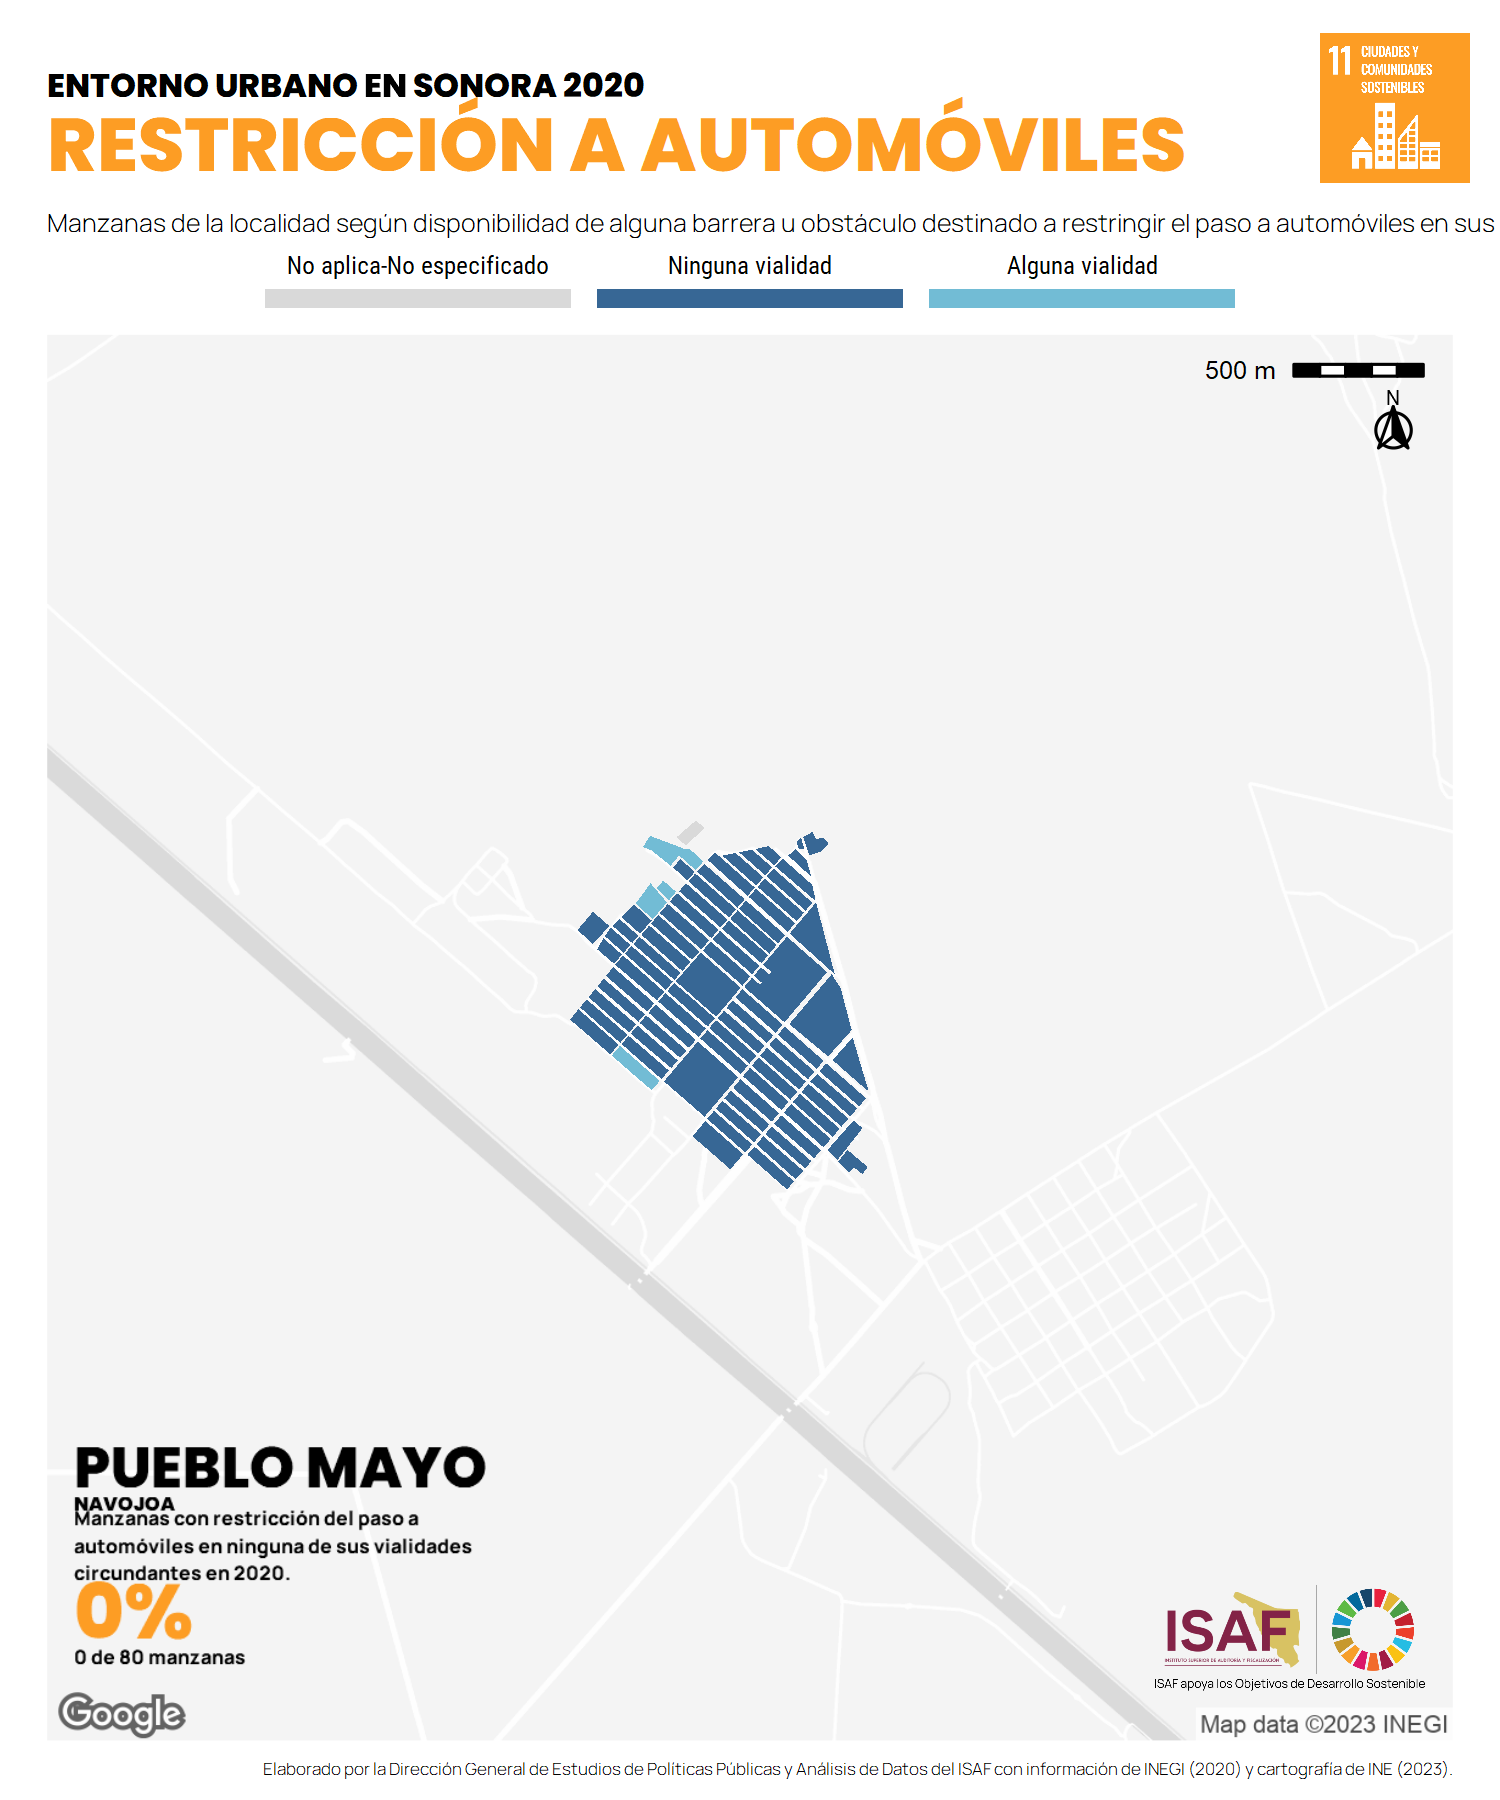 ENTORNO URBANO EN SONORA 2020
RESTRICCIÓN A AUTOMÓVILES
11 CIUDADES Y
COMUNIDADES
SOSTENIBLES
Manzanas de la localidad según disponibilidad de alguna barrera u obstáculo destinado a restringir el paso a automóviles en sus
No aplica-No especificado
Ninguna vialidad
Alguna vialidad
500 m
N
PUEBLO MAYO
NAVOJOA
Manzanas con restricción del paso a
automóviles en ninguna de sus vialidades
circundantes en 2020.
0%
0 de 80 manzanas
ISAF
INSTITUTO SUPERIOR DE AUDITORÍA Y FISCALIZACIÓN
ISAF apoya los Objetivos de Desarrollo Sostenible
Google
Map data ©2023 INEGI
Elaborado por la Dirección General de Estudios de Políticas Públicas y Análisis de Datos del ISAF con información de INEGI (2020) y cartografía de INE (2023).